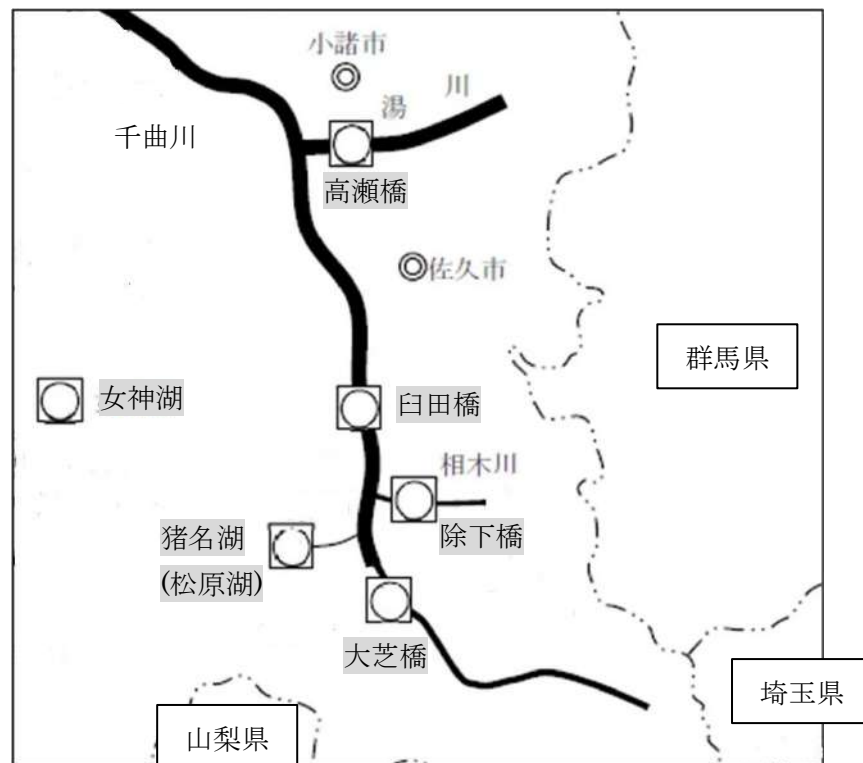 小諸市
湯川
千曲川
高瀬橋
佐久市
群馬県
女神湖
臼田橋
相木川
猪名湖
(松原湖)
除下橋
大芝橋
埼玉県
山梨県